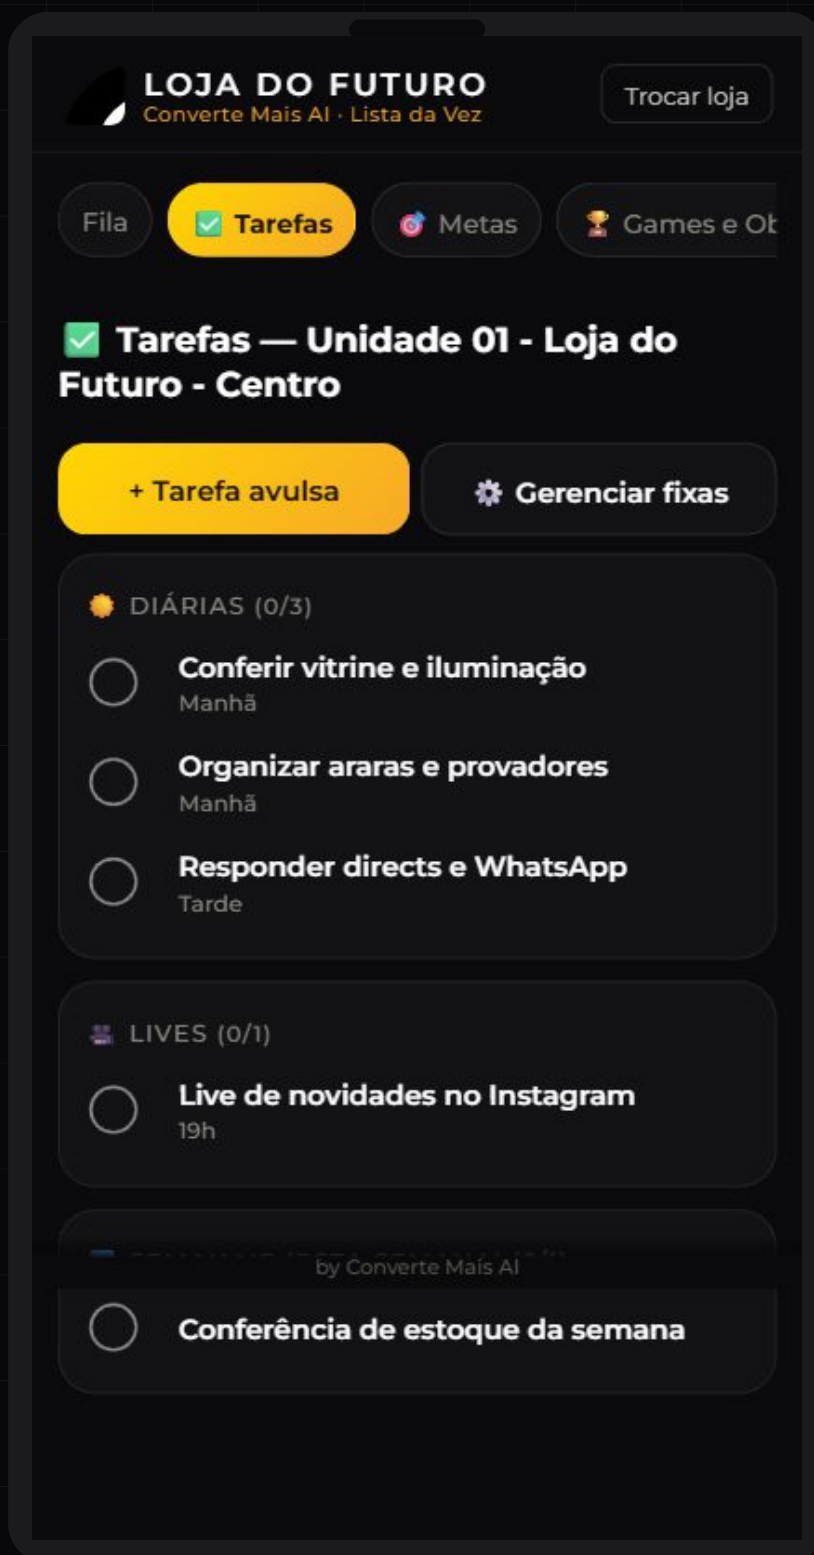 LOJA DO FUTURO
Converte Mais AI · Lista da Vez
Trocar loja
Fila
✅ Tarefas
🎯 Metas
🏆 Games e Ob
✅ Tarefas — Unidade 01 - Loja do
Futuro - Centro
+ Tarefa avulsa
⚙ Gerenciar fixas
DIÁRIAS (0/3)
Conferir vitrine e iluminação
Manhã
Organizar araras e provadores
Manhã
Responder directs e WhatsApp
Tarde
LIVES (0/1)
Live de novidades no Instagram
19h
by Converte Mais AI
Conferência de estoque da semana